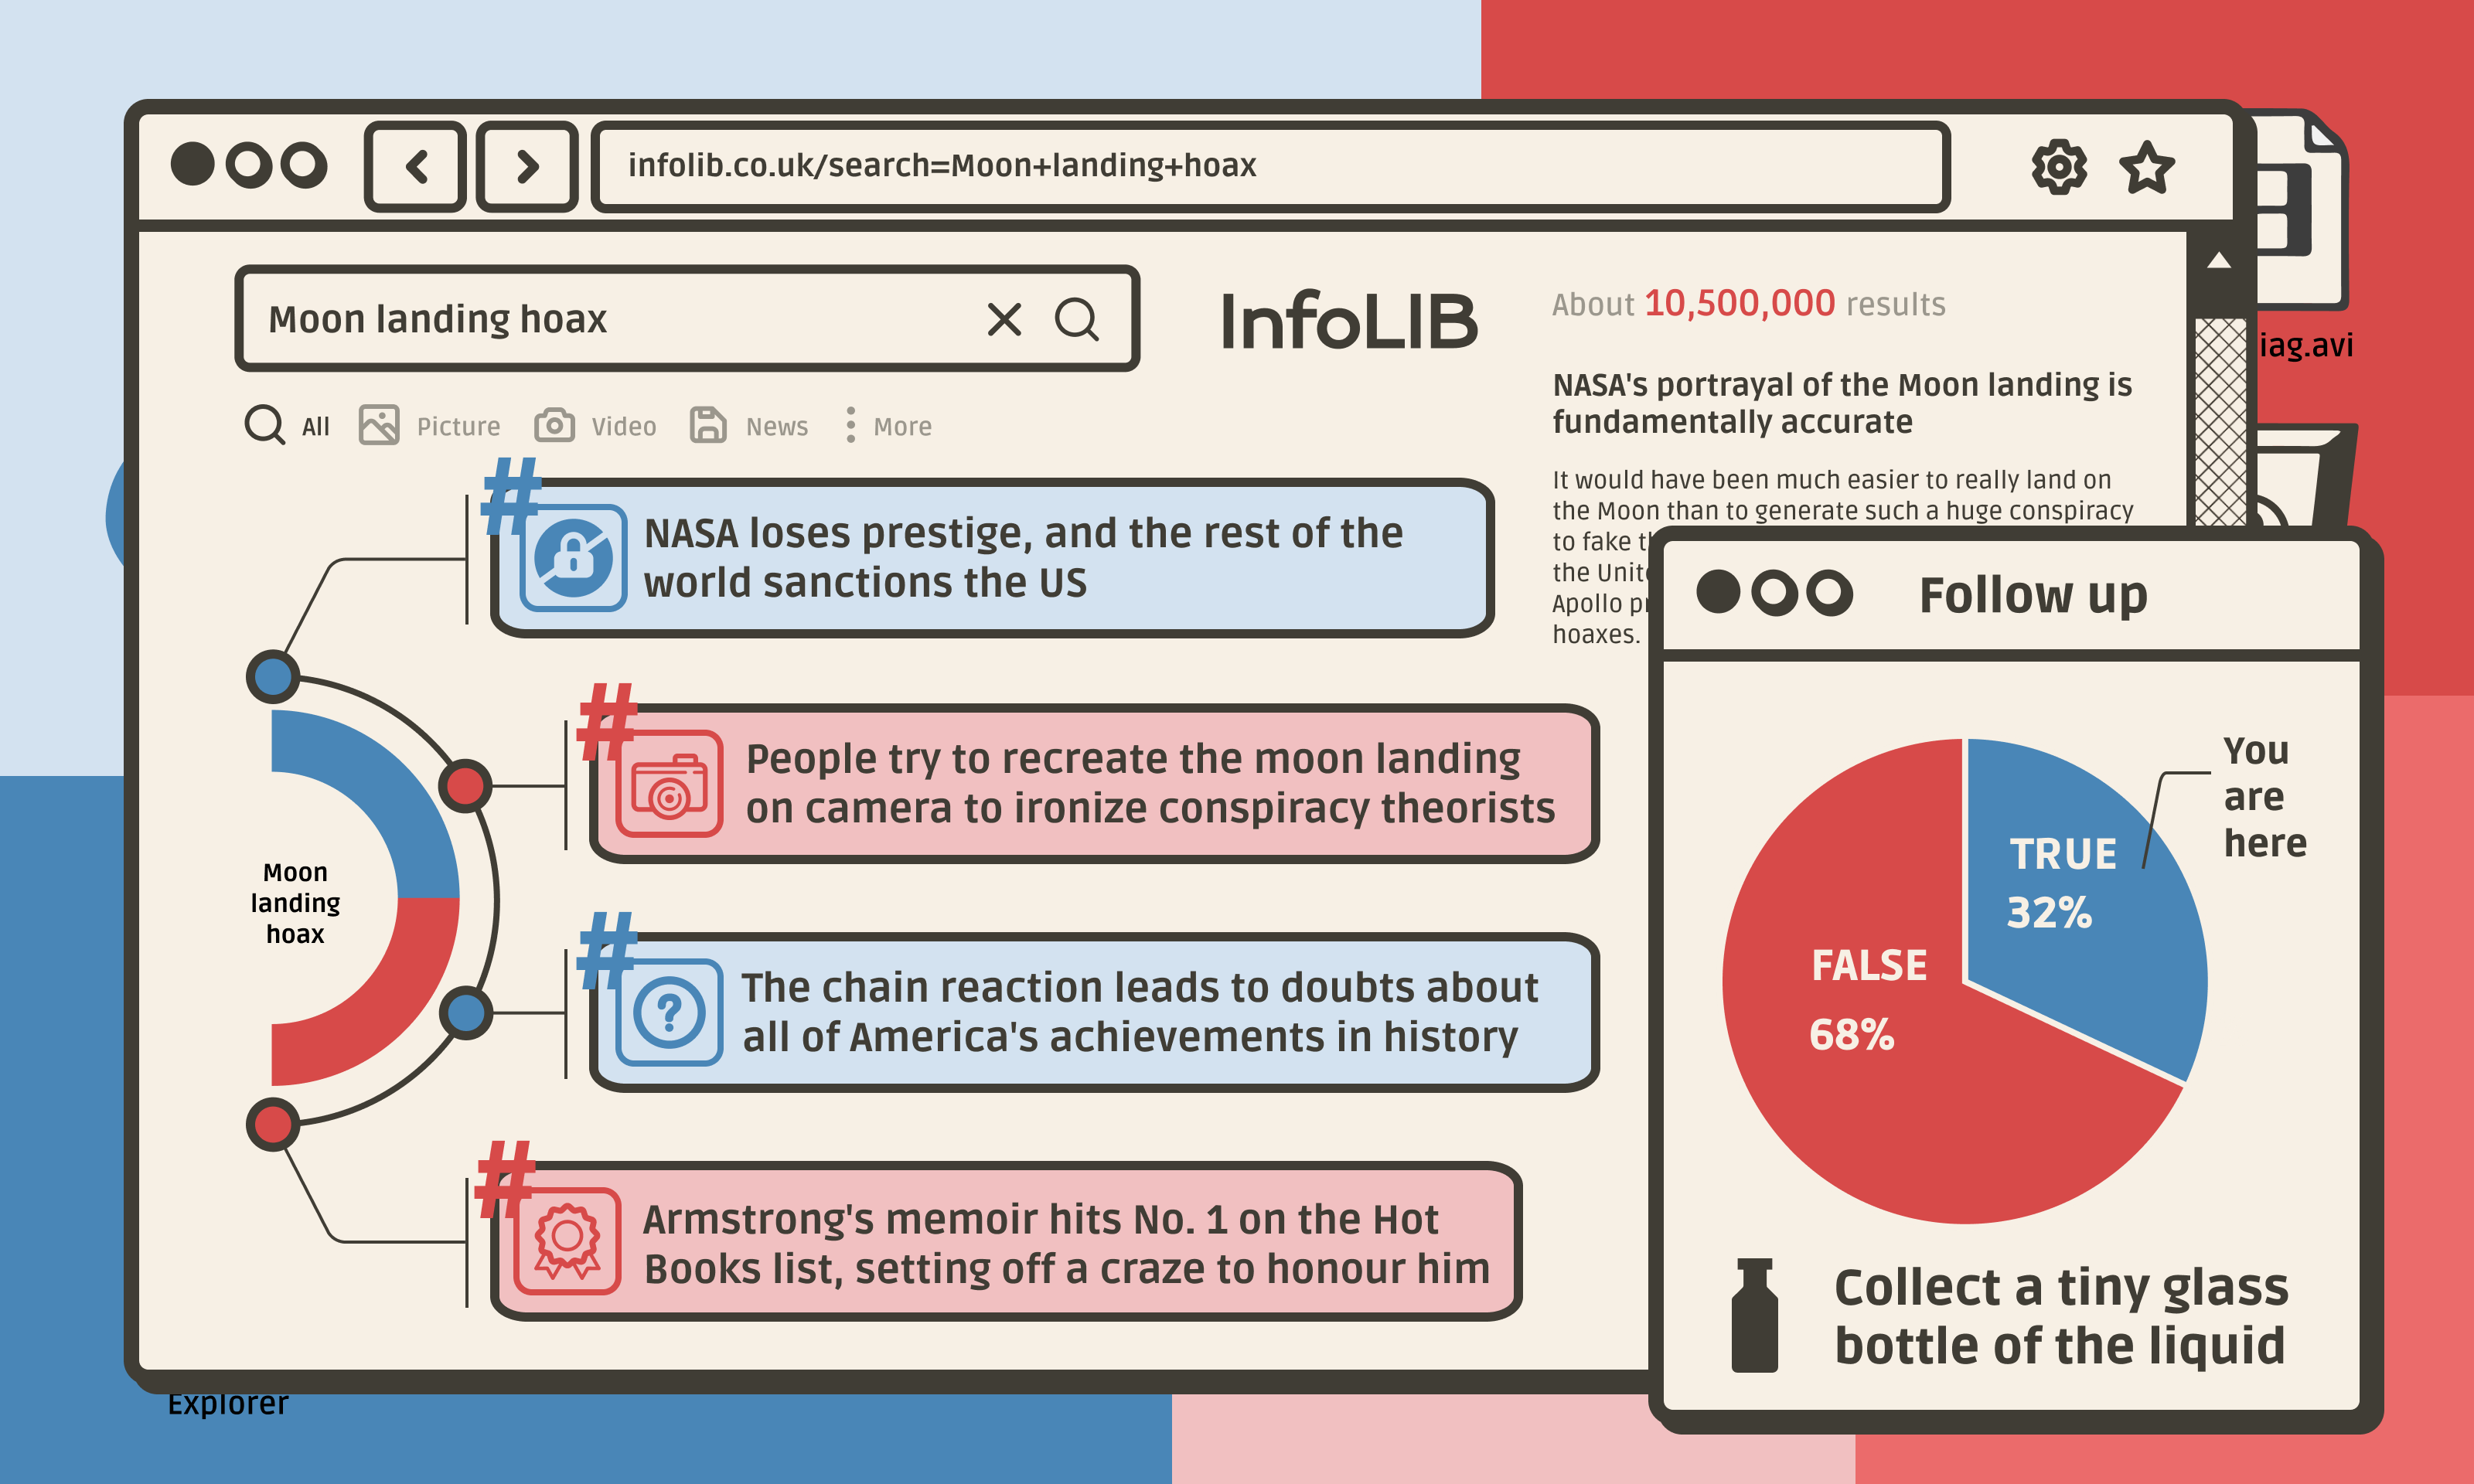 infolib.co.uk/search=Moon+landing+hoax
Moon landing hoax
InfoLIB
About 10,500,000 results
All Picture Video News More
NASA's portrayal of the Moon landing is
fundamentally accurate
It would have been much easier to really land on
the Moon than to generate such a huge conspiracy
to fake
the
Apollo
hoaxes.
iag.avi
#
NASA loses prestige, and the rest of the
world sanctions the US
#
People try to recreate the moon landing
on camera to ironize conspiracy theorists
#
The chain reaction leads to doubts about
all of America's achievements in history
#
Armstrong's memoir hits No. 1 on the Hot
Books list, setting off a craze to honour him
Moon
landing
hoax
Follow up
You
are
here
TRUE
32%
FALSE
68%
Collect a tiny glass
bottle of the liquid
Explorer